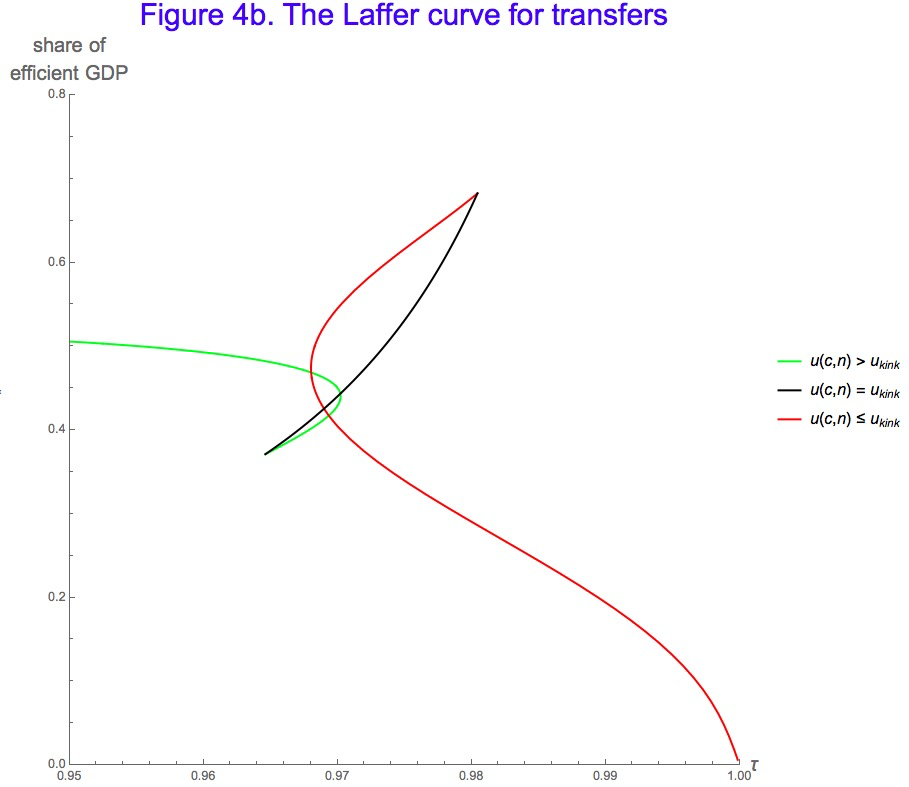 Figure 4b. The Laffer curve for transfers
share of
efficient GDP
0.8
0.6
0.4
0.2
0.0
0.95 0.96 0.97 0.98 0.99 1.00 τ
u(c,n) > u_kink
u(c,n) = u_kink
u(c,n) ≤ u_kink